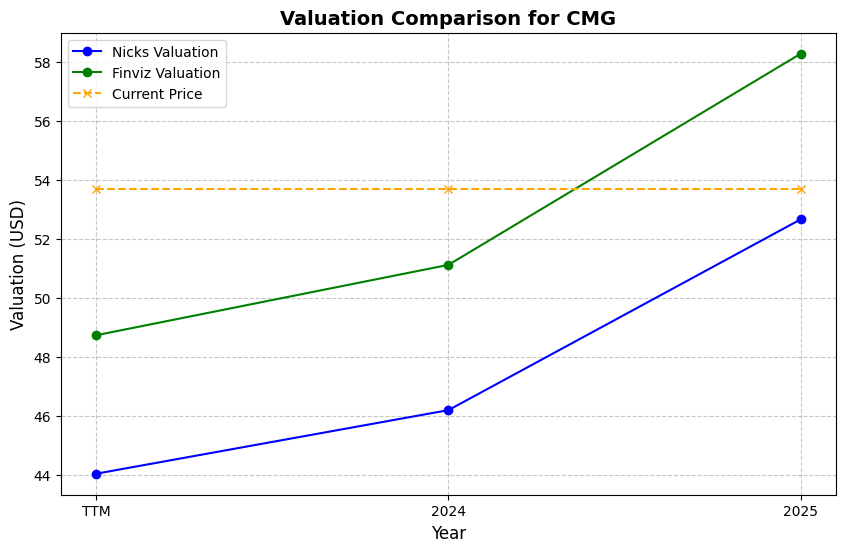 Valuation Comparison for CMG
Nicks Valuation
Finviz Valuation
Current Price
Valuation (USD)
58
56
54
52
50
48
46
44
TTM
2024
2025
Year